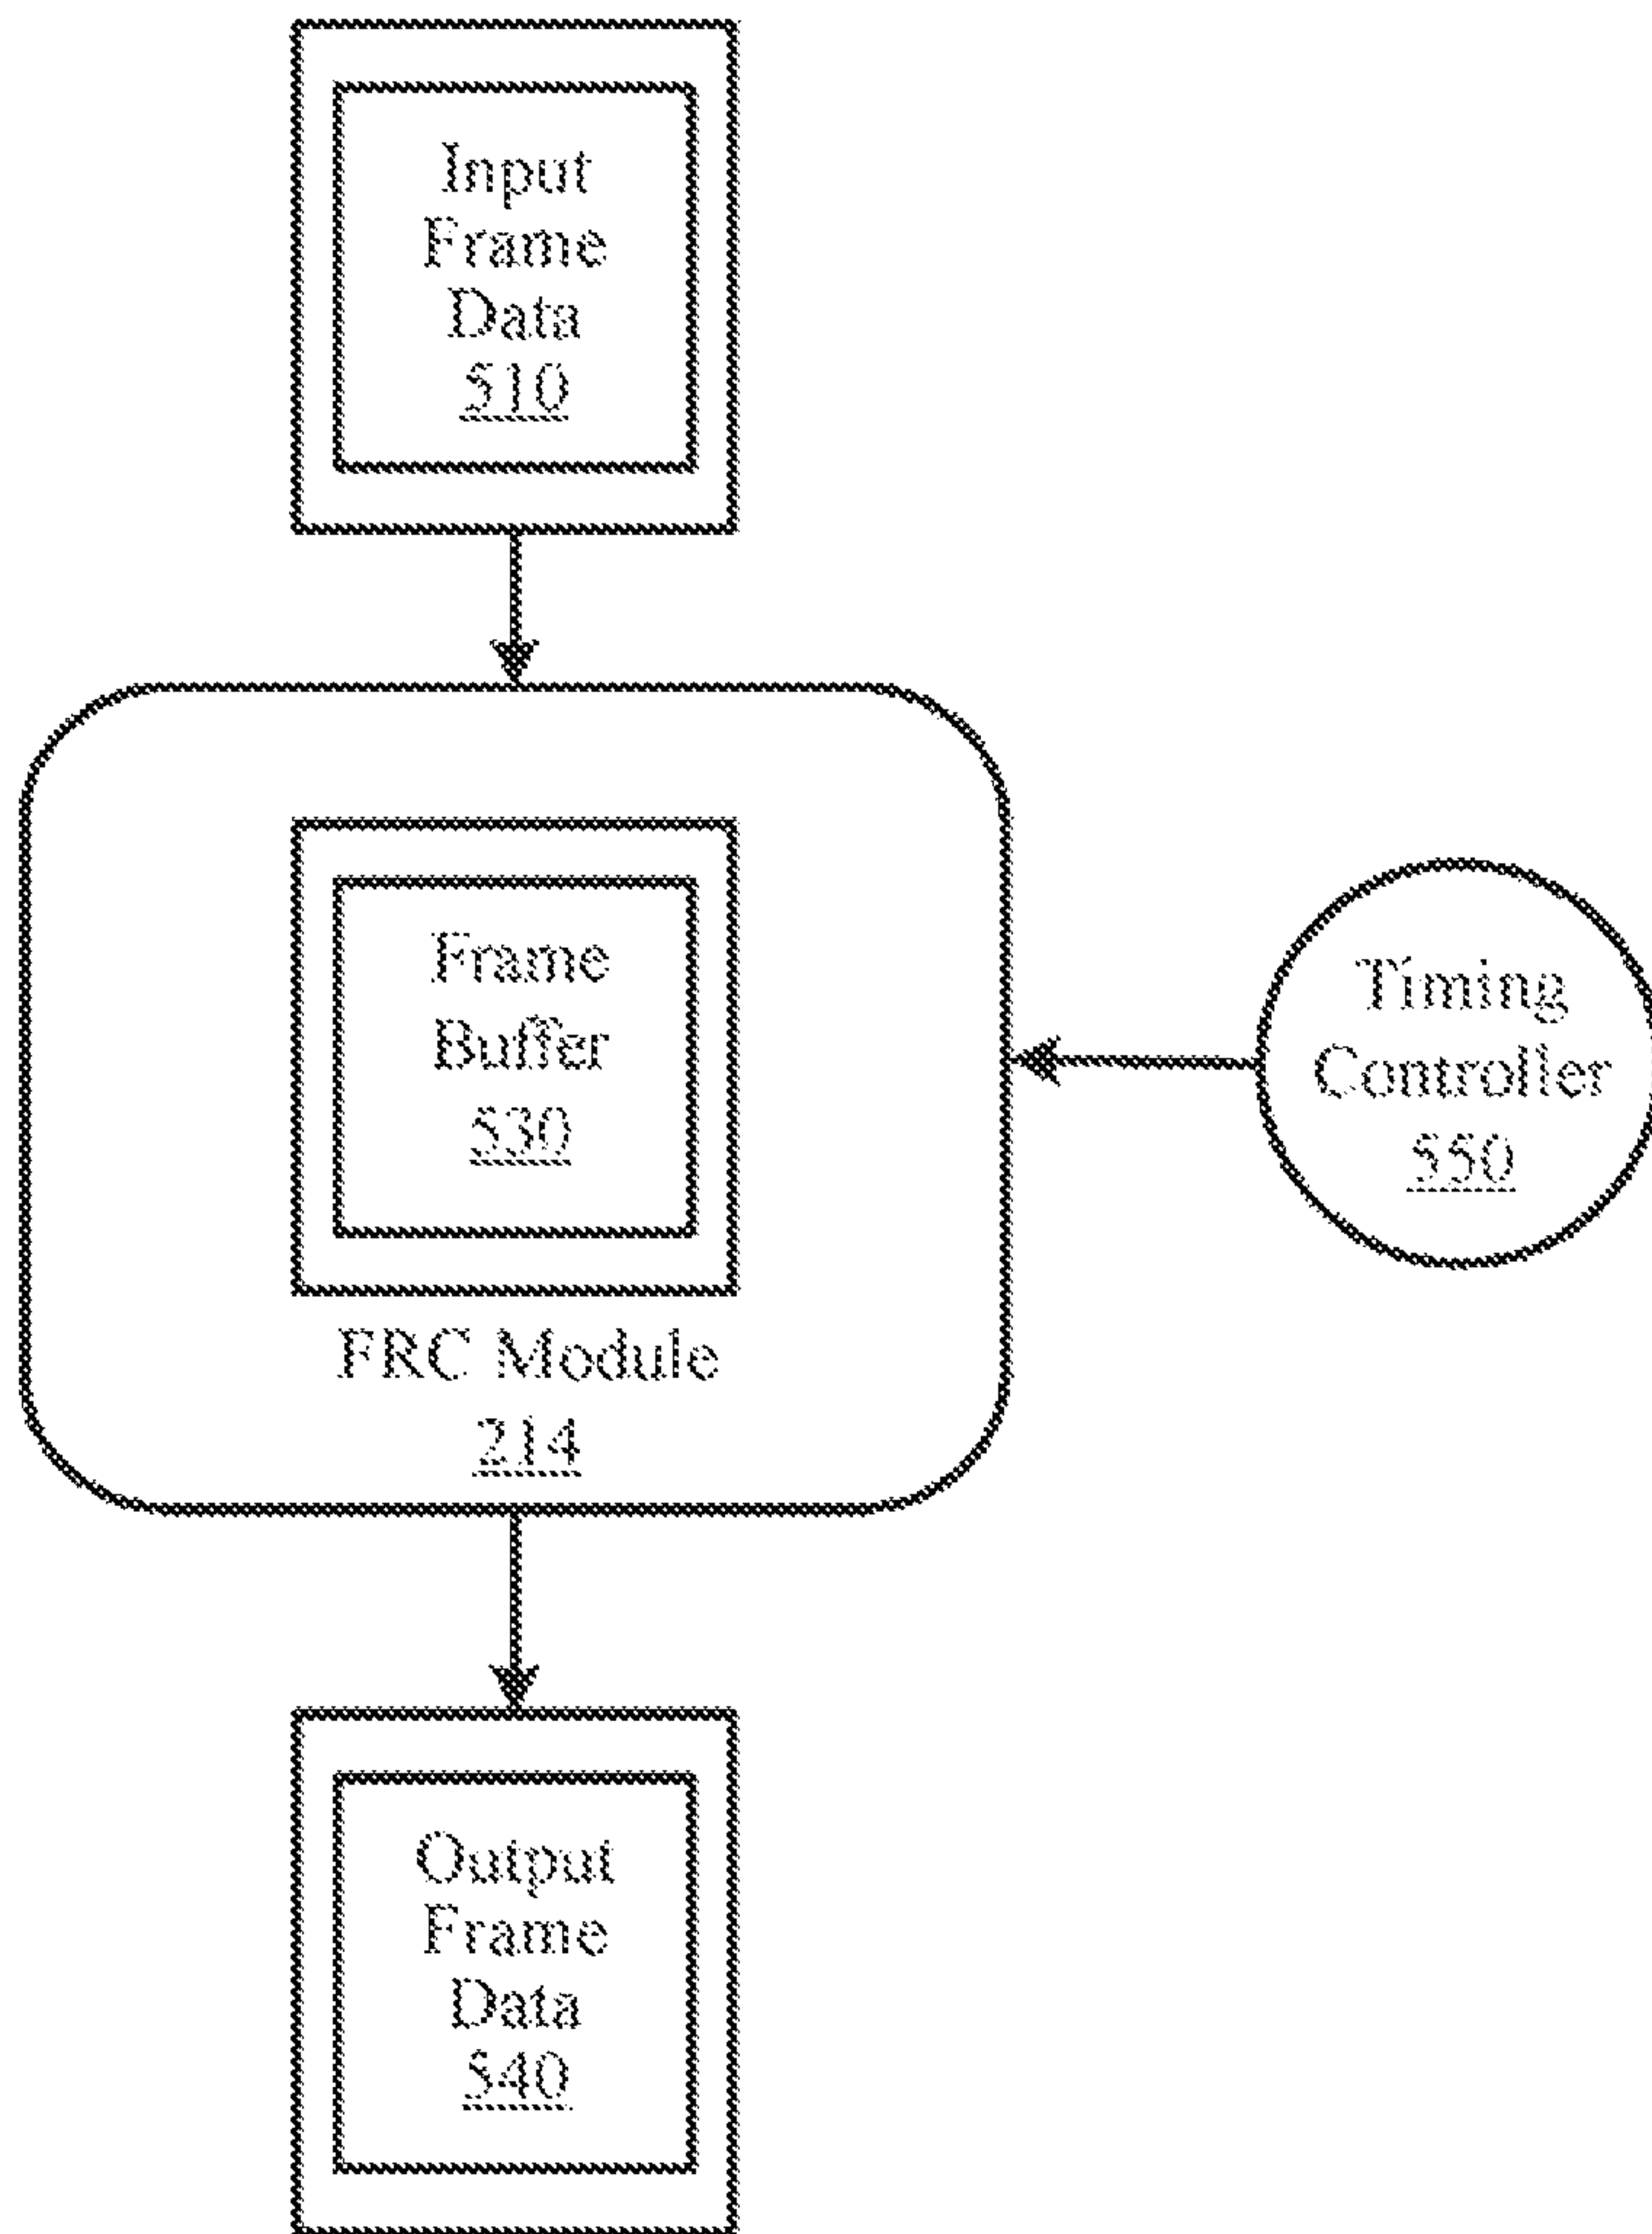 Input
Frame
Data
510
Frame
Buffer
530
FRC Module
214
Timing
Controller
550
Output
Frame
Data
540